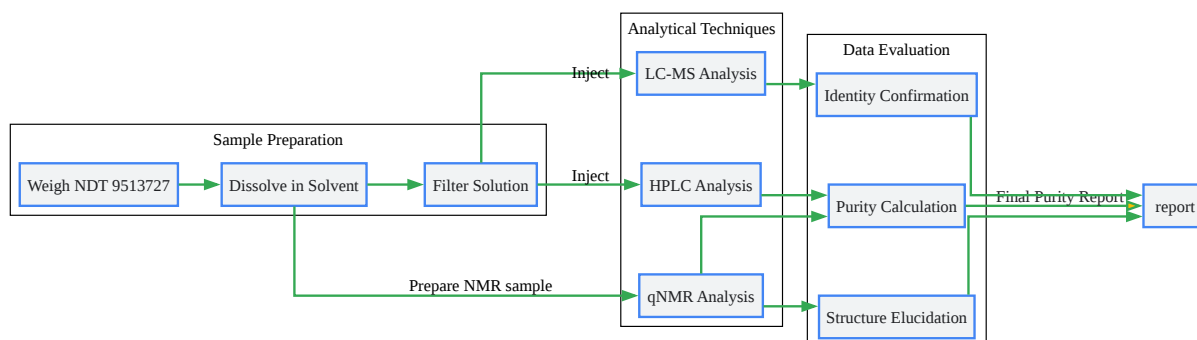 Analytical Techniques
Data Evaluation
Inject
LC-MS Analysis
Identity Confirmation
Sample Preparation
Weigh NDT 9513727
Dissolve in Solvent
Filter Solution
Inject
HPLC Analysis
Purity Calculation
Final Purity Report
report
Prepare NMR sample
qNMR Analysis
Structure Elucidation